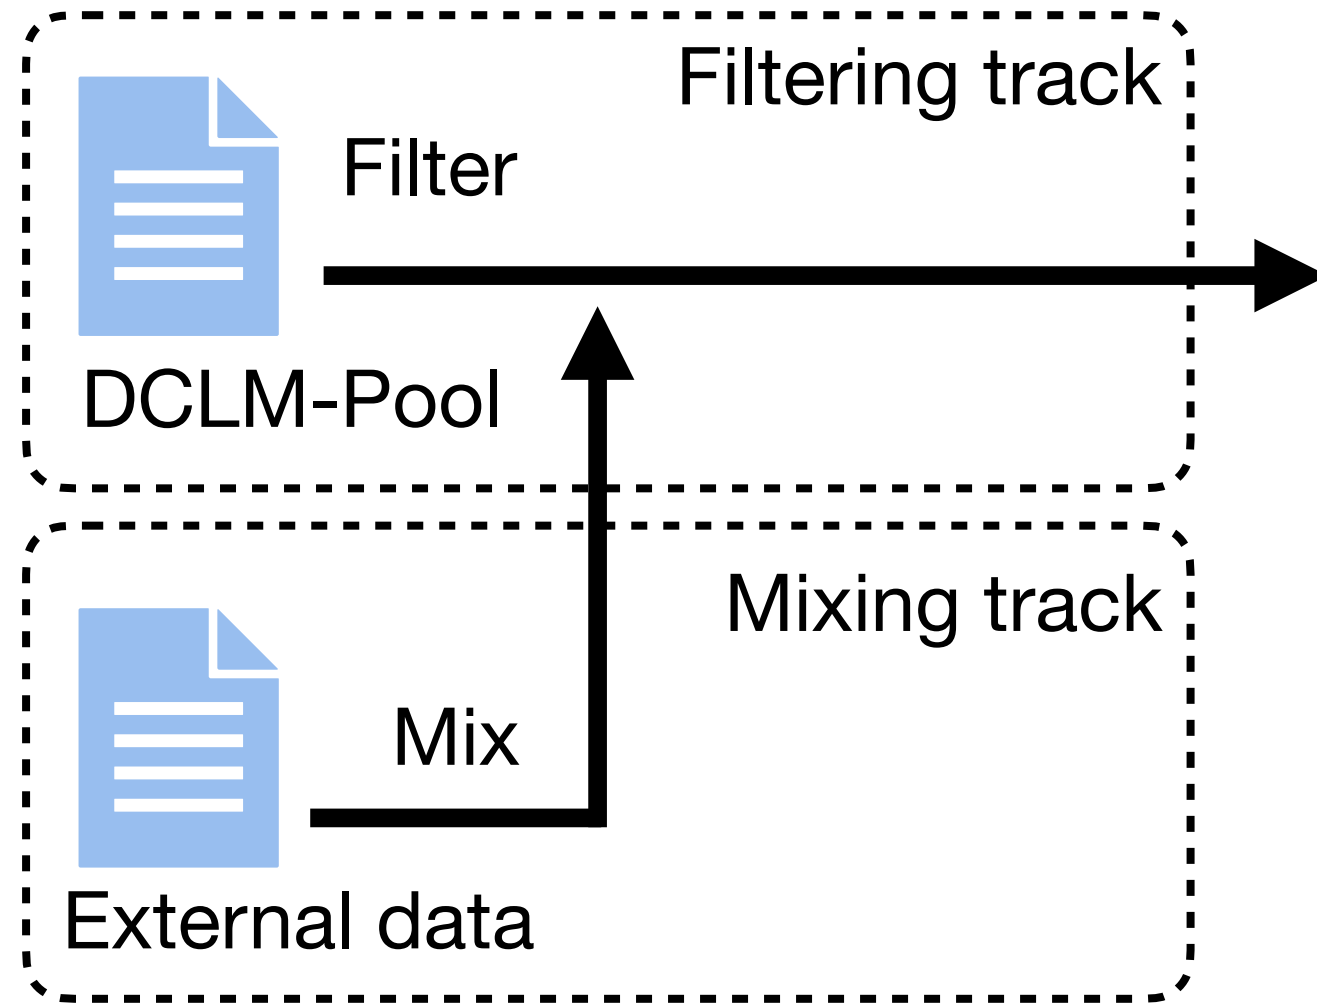 Filtering track
Filter
DCLM-Pool
Mixing track
Mix
External data